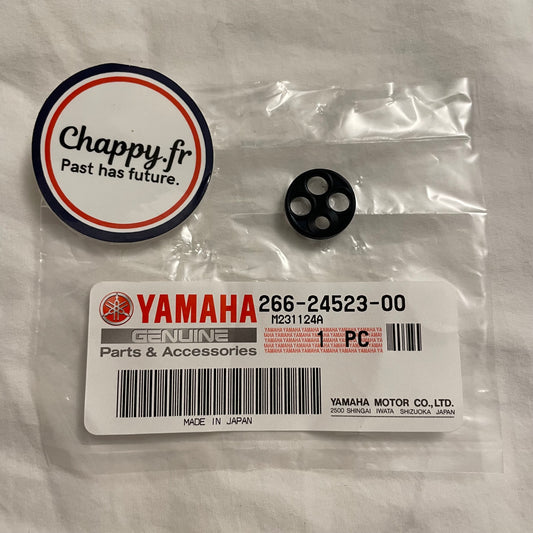 Chappy.fr
Past has future.
YAMAHA 266-24523-00
M231124A
GENUINE
Parts & Accessories
1 PC
YAMAHA MOTOR CO.,LTD.
2500 SHINGAI IWATA SHIZUOKA JAPAN
MADE IN JAPAN